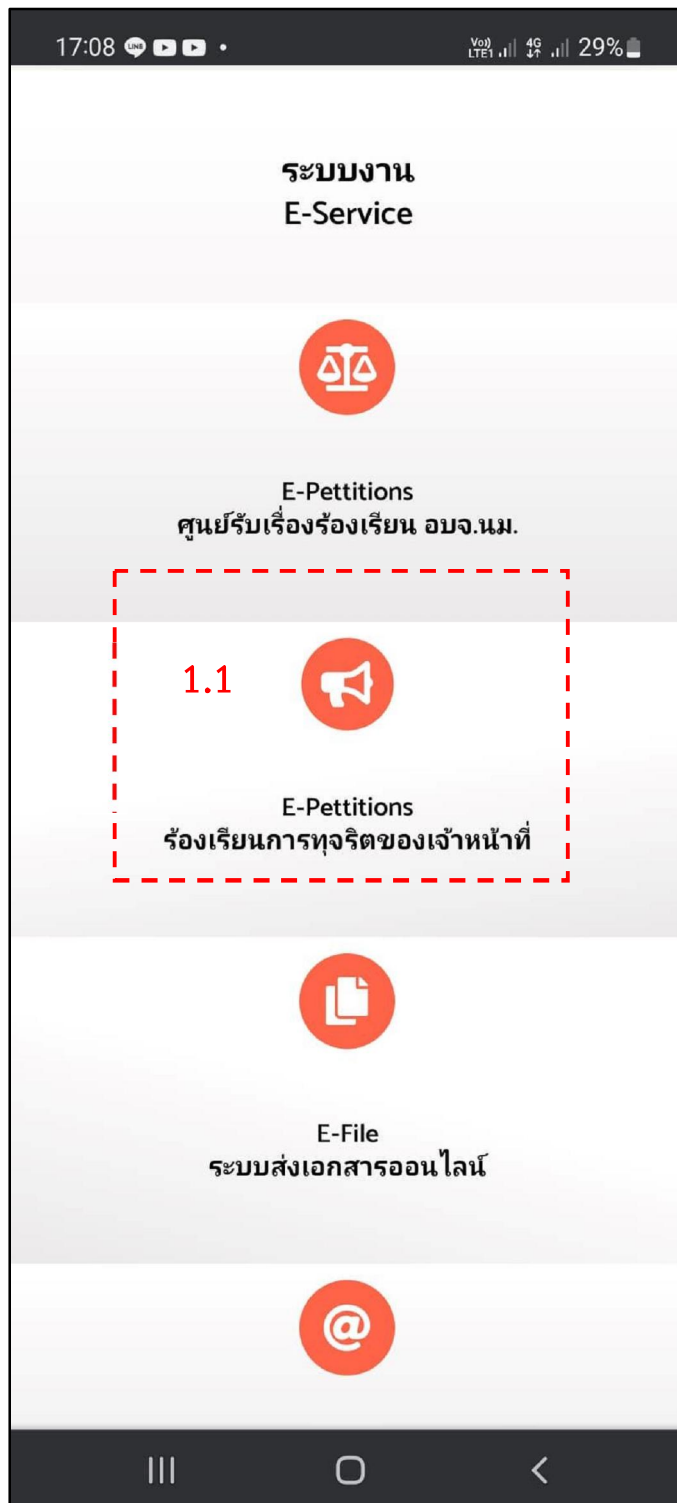 17:08
Vo)) LTE1 4G 29%
ระบบงาน
E-Service
E-Pettitions
ศูนย์รับเรื่องร้องเรียน อบจ.นม.
1.1
E-Pettitions
ร้องเรียนการทุจริตของเจ้าหน้าที่
E-File
ระบบส่งเอกสารออนไลน์
@